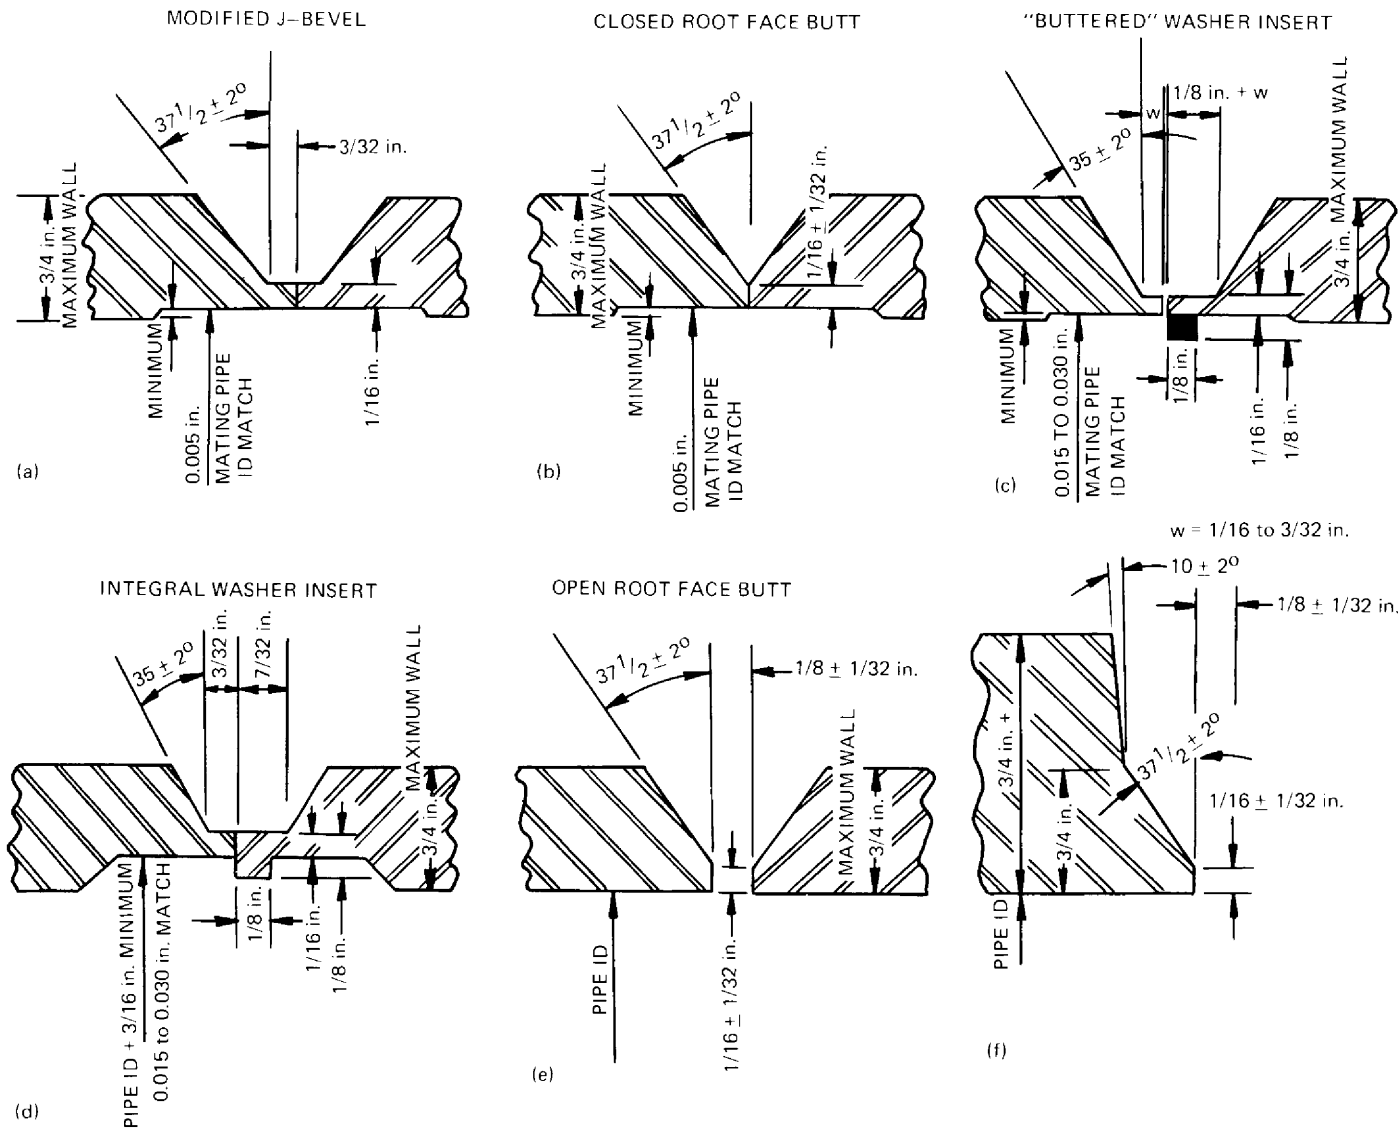 MODIFIED J–BEVEL
37 1/2 ± 2º
3/32 in.
3/4 in.
MAXIMUM WALL
MINIMUM
0.005 in.
MATING PIPE
ID MATCH
1/16 in.
(a)
CLOSED ROOT FACE BUTT
37 1/2 ± 2º
1/16 ± 1/32 in.
3/4 in.
MAXIMUM WALL
MINIMUM
0.005 in.
MATING PIPE
ID MATCH
(b)
"BUTTERED" WASHER INSERT
w
1/8 in. + w
35 ± 2º
3/4 in. MAXIMUM WALL
MINIMUM
0.015 TO 0.030 in.
MATING PIPE
ID MATCH
1/8 in.
1/16 in.
1/8 in.
(c)
w = 1/16 to 3/32 in.
INTEGRAL WASHER INSERT
35 ± 2º
3/32 in.
7/32 in.
MAXIMUM WALL
3/4 in.
PIPE ID + 3/16 in. MINIMUM
0.015 to 0.030 in. MATCH
1/8 in.
1/16 in.
1/8 in.
(d)
OPEN ROOT FACE BUTT
37 1/2 ± 2º
1/8 ± 1/32 in.
MAXIMUM WALL
3/4 in.
PIPE ID
1/16 ± 1/32 in.
(e)
10 ± 2º
1/8 ± 1/32 in.
3/4 in. +
37 1/2 ± 2º
3/4 in.
1/16 ± 1/32 in.
PIPE ID
(f)